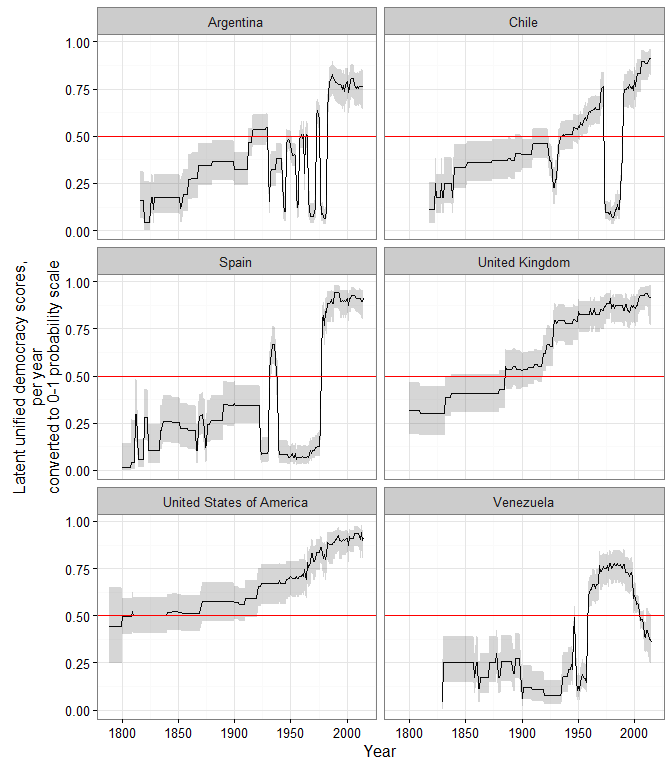 Argentina Chile
1.00
0.75
0.50
0.25
0.00
Spain United Kingdom
1.00
0.75
0.50
0.25
0.00
United States of America Venezuela
1.00
0.75
0.50
0.25
0.00
1800 1850 1900 1950 2000 1800 1850 1900 1950 2000
Year
Latent unified democracy scores,
per year
converted to 0-1 probability scale